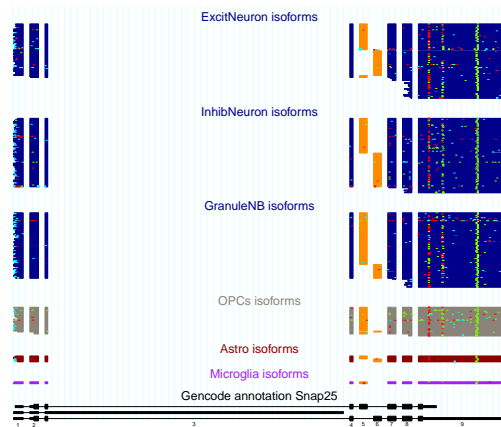 ExcitNeuron isoforms
InhibNeuron isoforms
GranuleNB isoforms
OPCs isoforms
Astro isoforms
Microglia isoforms
Gencode annotation Snap25
1 2 3 4 5 6 7 8 9